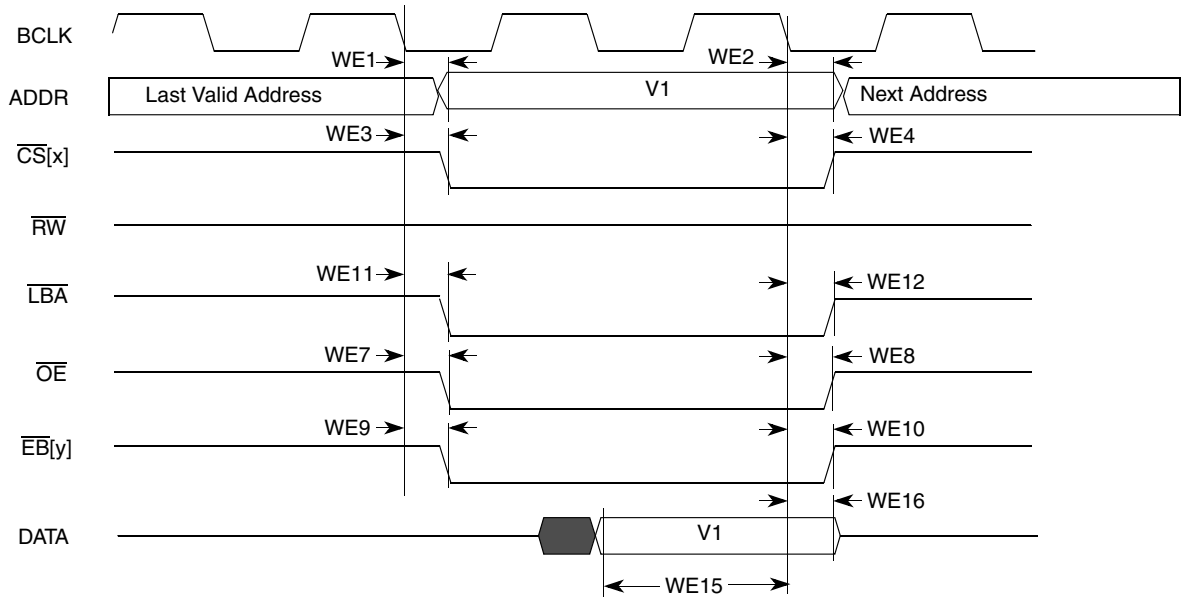 BCLK
WE1
WE2
ADDR
Last Valid Address
V1
Next Address
WE3
WE4
CS[x]
RW
WE11
WE12
LBA
WE7
WE8
OE
WE9
WE10
EB[y]
WE16
DATA
V1
WE15